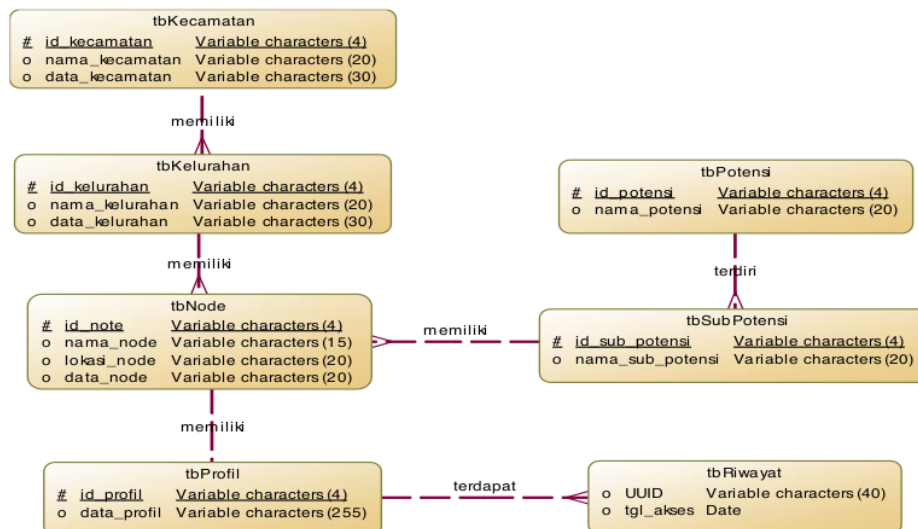 tbKecamatan
# id_kecamatan Variable characters (4)
o nama_kecamatan Variable characters (20)
o data_kecamatan Variable characters (30)
memiliki
tbKelurahan
# id_kelurahan Variable characters (4)
o nama_kelurahan Variable characters (20)
o data_kelurahan Variable characters (30)
tbPotensi
# id_potensi Variable characters (4)
o nama_potensi Variable characters (20)
memiliki
terdiri
tbNode
# id_note Variable characters (4)
o nama_node Variable characters (15)
o lokasi_node Variable characters (20)
o data_node Variable characters (20)
memiliki
tbSubPotensi
# id_sub_potensi Variable characters (4)
o nama_sub_potensi Variable characters (20)
memiliki
tbProfil
# id_profil Variable characters (4)
o data_profil Variable characters (255)
terdapat
tbRiwayat
o UUID Variable characters (40)
o tgl_akses Date